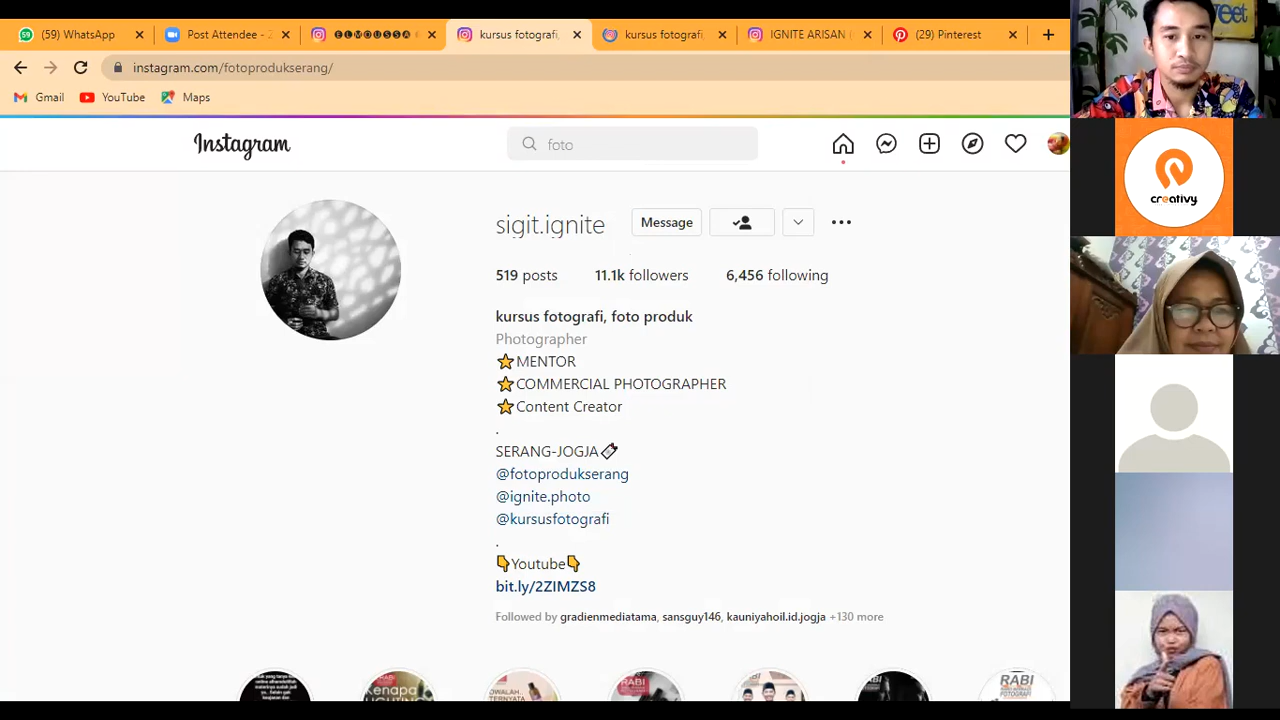 (59) WhatsApp
Post Attendee - Z
🅔🅛🅜🅞🅤🅢🅢🅐
kursus fotografi,
kursus fotografi
IGNITE ARISAN
(29) Pinterest
instagram.com/fotoprodukserang/
Gmail
YouTube
Maps
Instagram
foto
sigit.ignite
Message
519 posts
11.1k followers
6,456 following
kursus fotografi, foto produk
Photographer
⭐MENTOR
⭐COMMERCIAL PHOTOGRAPHER
⭐Content Creator
.
SERANG-JOGJA
@fotoprodukserang
@ignite.photo
@kursusfotografi
.
👇Youtube👇
bit.ly/2ZIMZS8
Followed by gradienmediatama, sansguy146, kauniyahoil.id.jogja +130 more
Kenapa
RABI
RABI
creativy